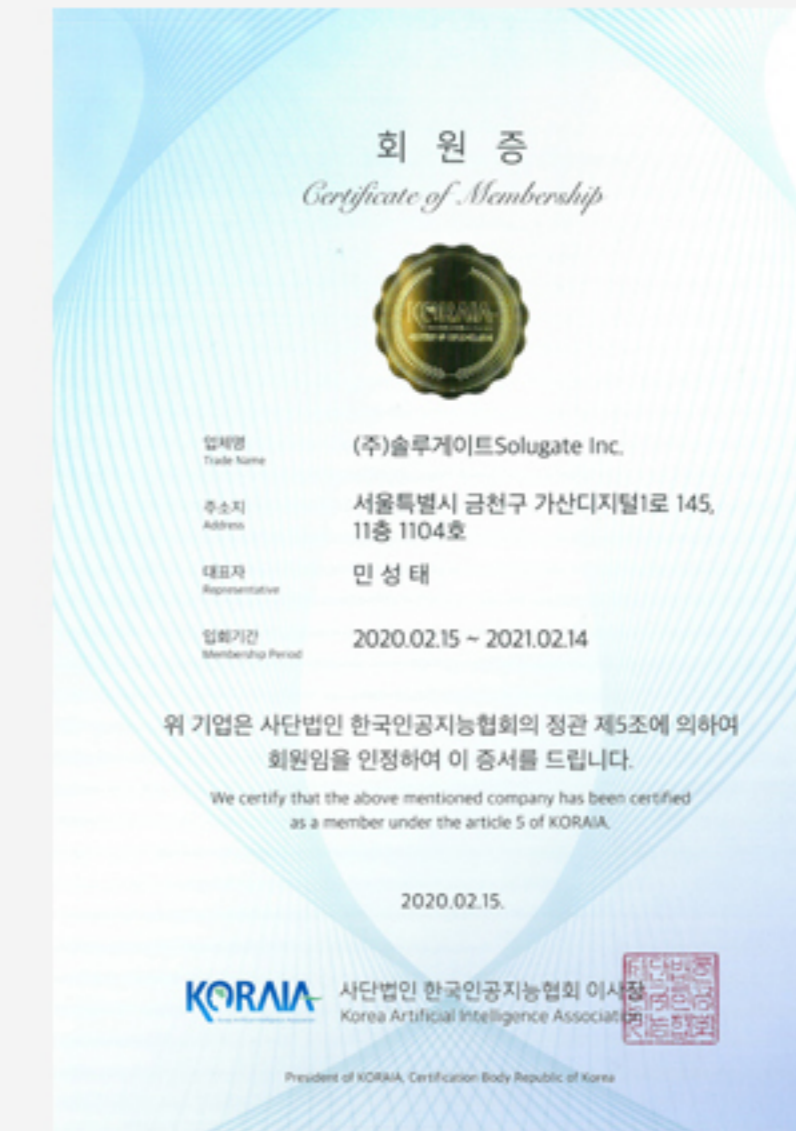 회 원 증
Certificate of Membership
KORAIA
업체명
Trade Name
(주)솔루게이트Solugate Inc.
주소지
Address
서울특별시 금천구 가산디지털1로 145,
11층 1104호
대표자
Representative
민 성 태
입회기간
Membership Period
2020.02.15 ~ 2021.02.14
위 기업은 사단법인 한국인공지능협회의 정관 제5조에 의하여
회원임을 인정하여 이 증서를 드립니다.
We certify that the above mentioned company has been certified
as a member under the article 5 of KORAIA.
2020.02.15.
KORAIA
사단법인 한국인공지능협회 이사장
Korea Artificial Intelligence Association
President of KORAIA, Certification Body Republic of Korea